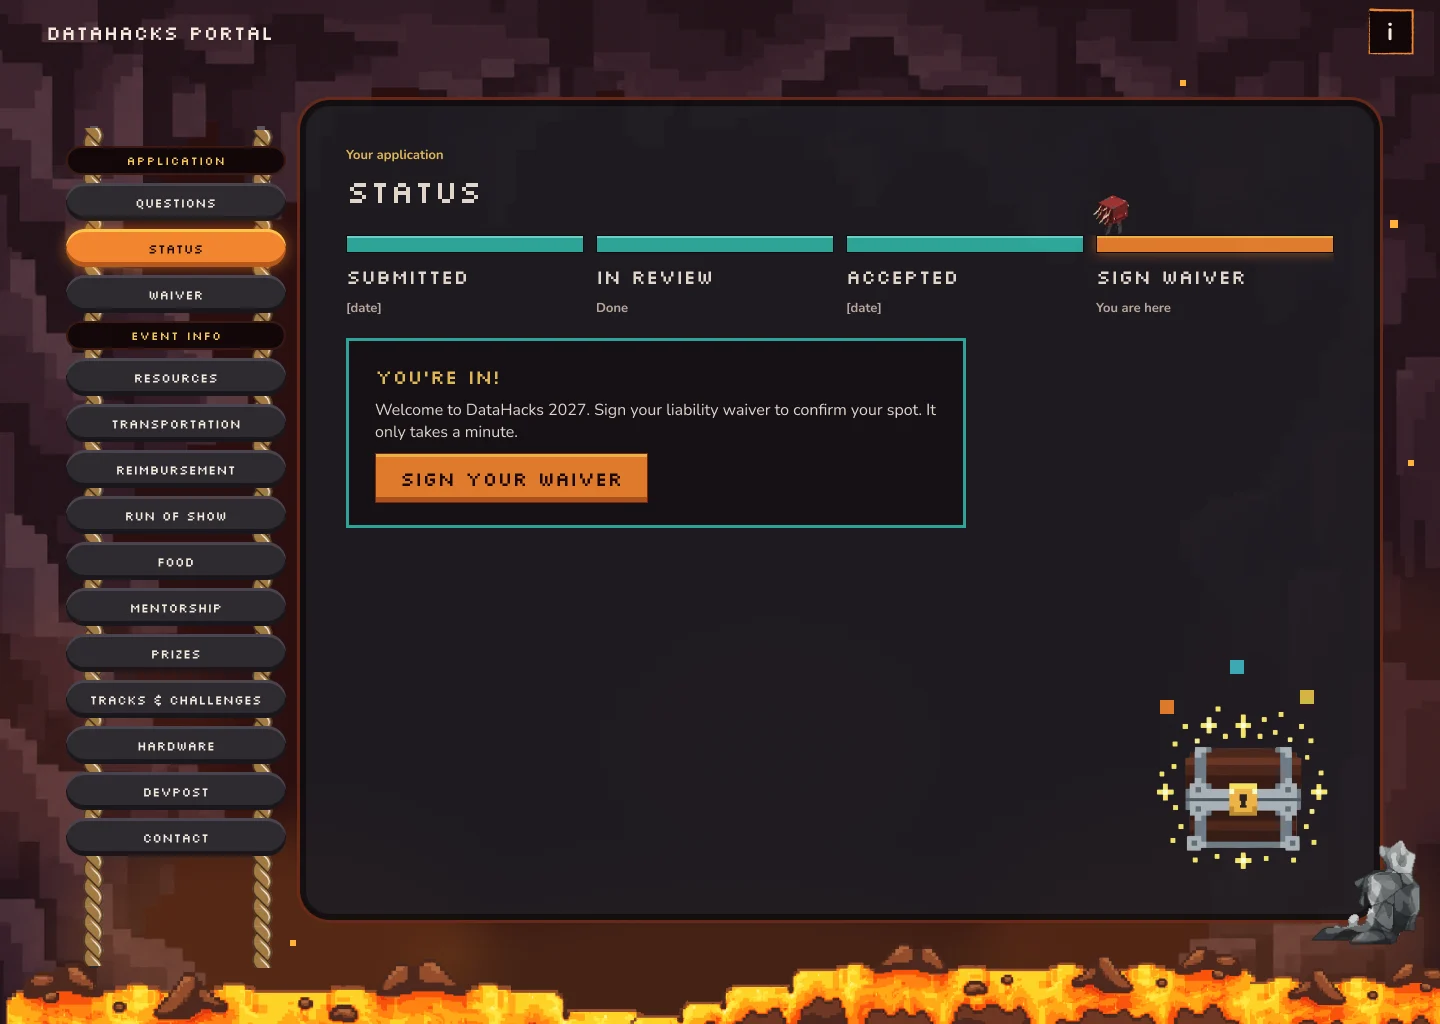 DATAHACKS PORTAL
i
APPLICATION
QUESTIONS
STATUS
WAIVER
EVENT INFO
RESOURCES
TRANSPORTATION
REIMBURSEMENT
RUN OF SHOW
FOOD
MENTORSHIP
PRIZES
TRACKS & CHALLENGES
HARDWARE
DEVPOST
CONTACT
Your application
STATUS
SUBMITTED
[date]
IN REVIEW
Done
ACCEPTED
[date]
SIGN WAIVER
You are here
YOU'RE IN!
Welcome to DataHacks 2027. Sign your liability waiver to confirm your spot. It
only takes a minute.
SIGN YOUR WAIVER